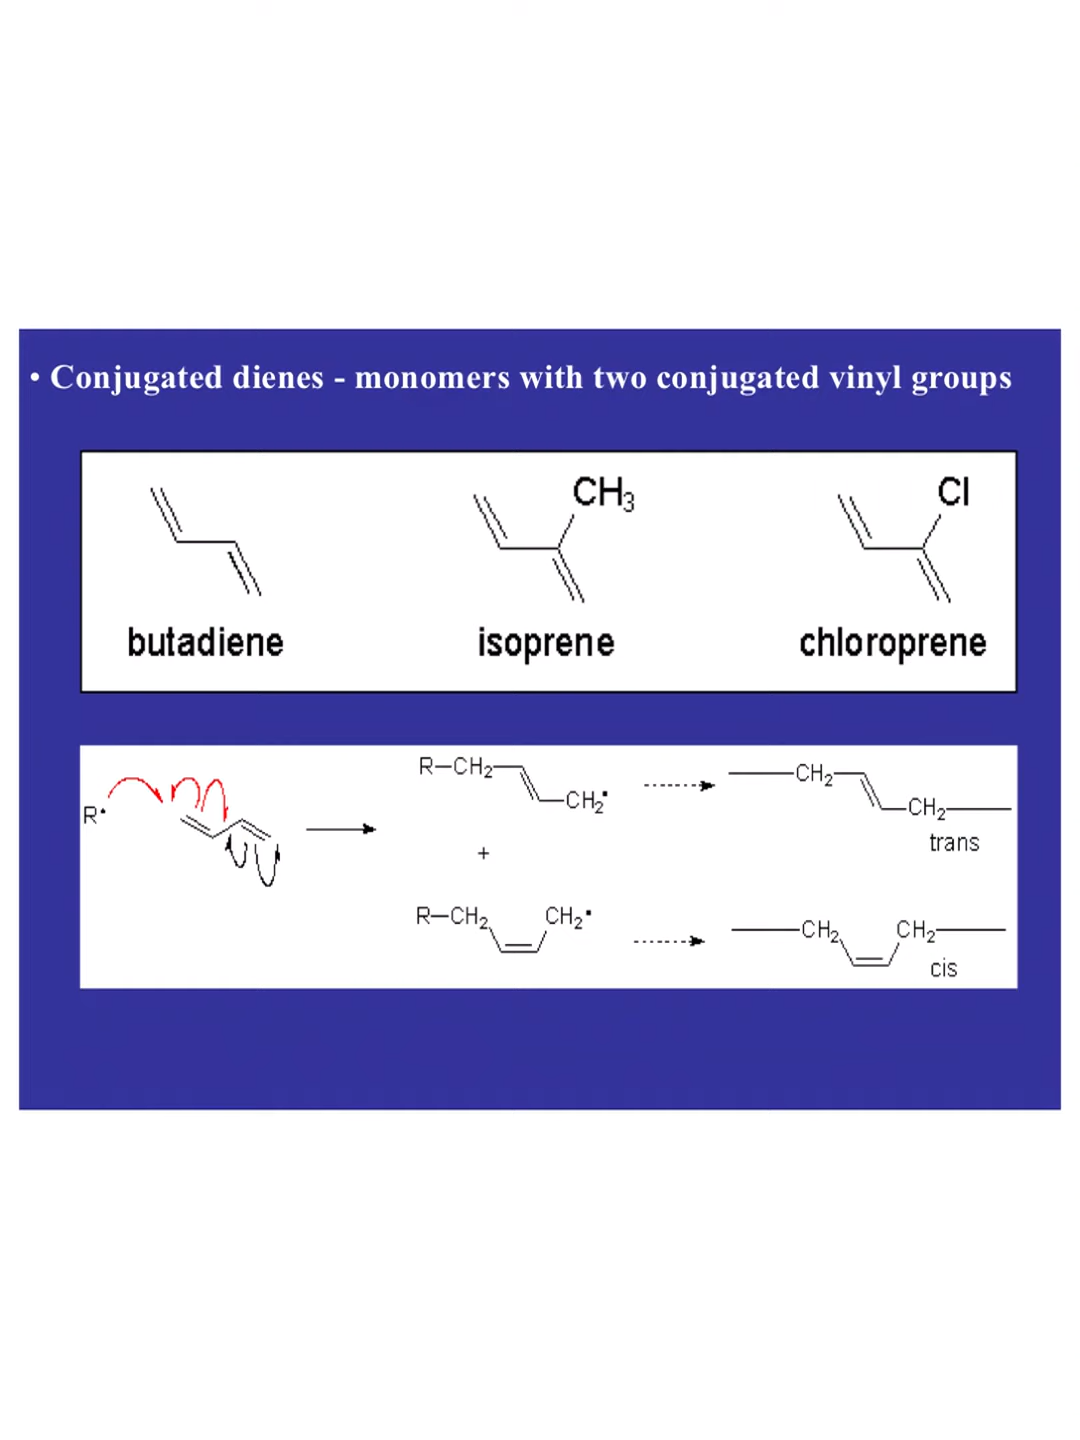 • Conjugated dienes - monomers with two conjugated vinyl groups
CH₃
Cl
butadiene
isoprene
chloroprene
R•
R–CH₂
CH₂•
CH₂
CH₂
trans
+
R–CH₂
CH₂•
CH₂
CH₂
cis